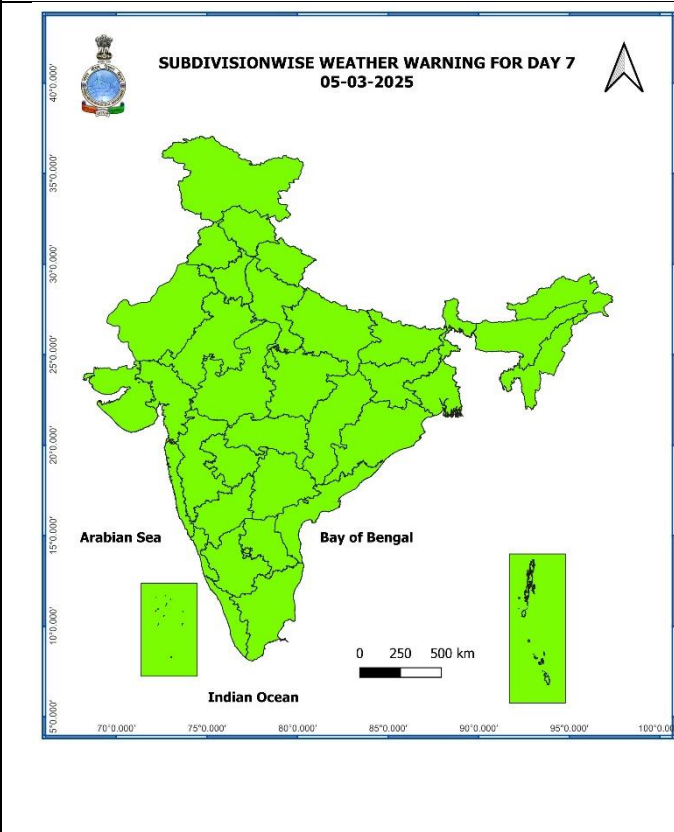 SUBDIVISIONWISE WEATHER WARNING FOR DAY 7
05-03-2025
40°0.000'
35°0.000'
30°0.000'
25°0.000'
20°0.000'
15°0.000'
10°0.000'
5°0.000'
Arabian Sea
Bay of Bengal
0 250 500 km
Indian Ocean
70°0.000' 75°0.000' 80°0.000' 85°0.000' 90°0.000' 95°0.000' 100°0.0